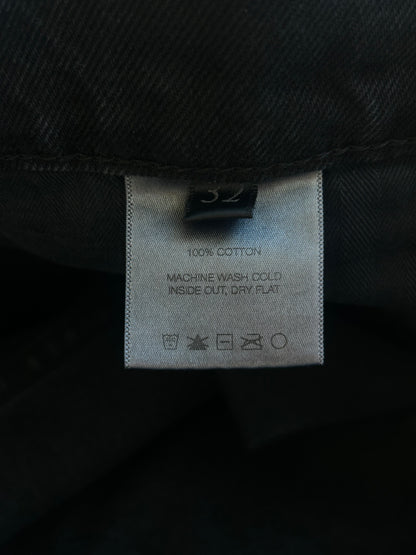 32
100% COTTON
MACHINE WASH COLD
INSIDE OUT, DRY FLAT